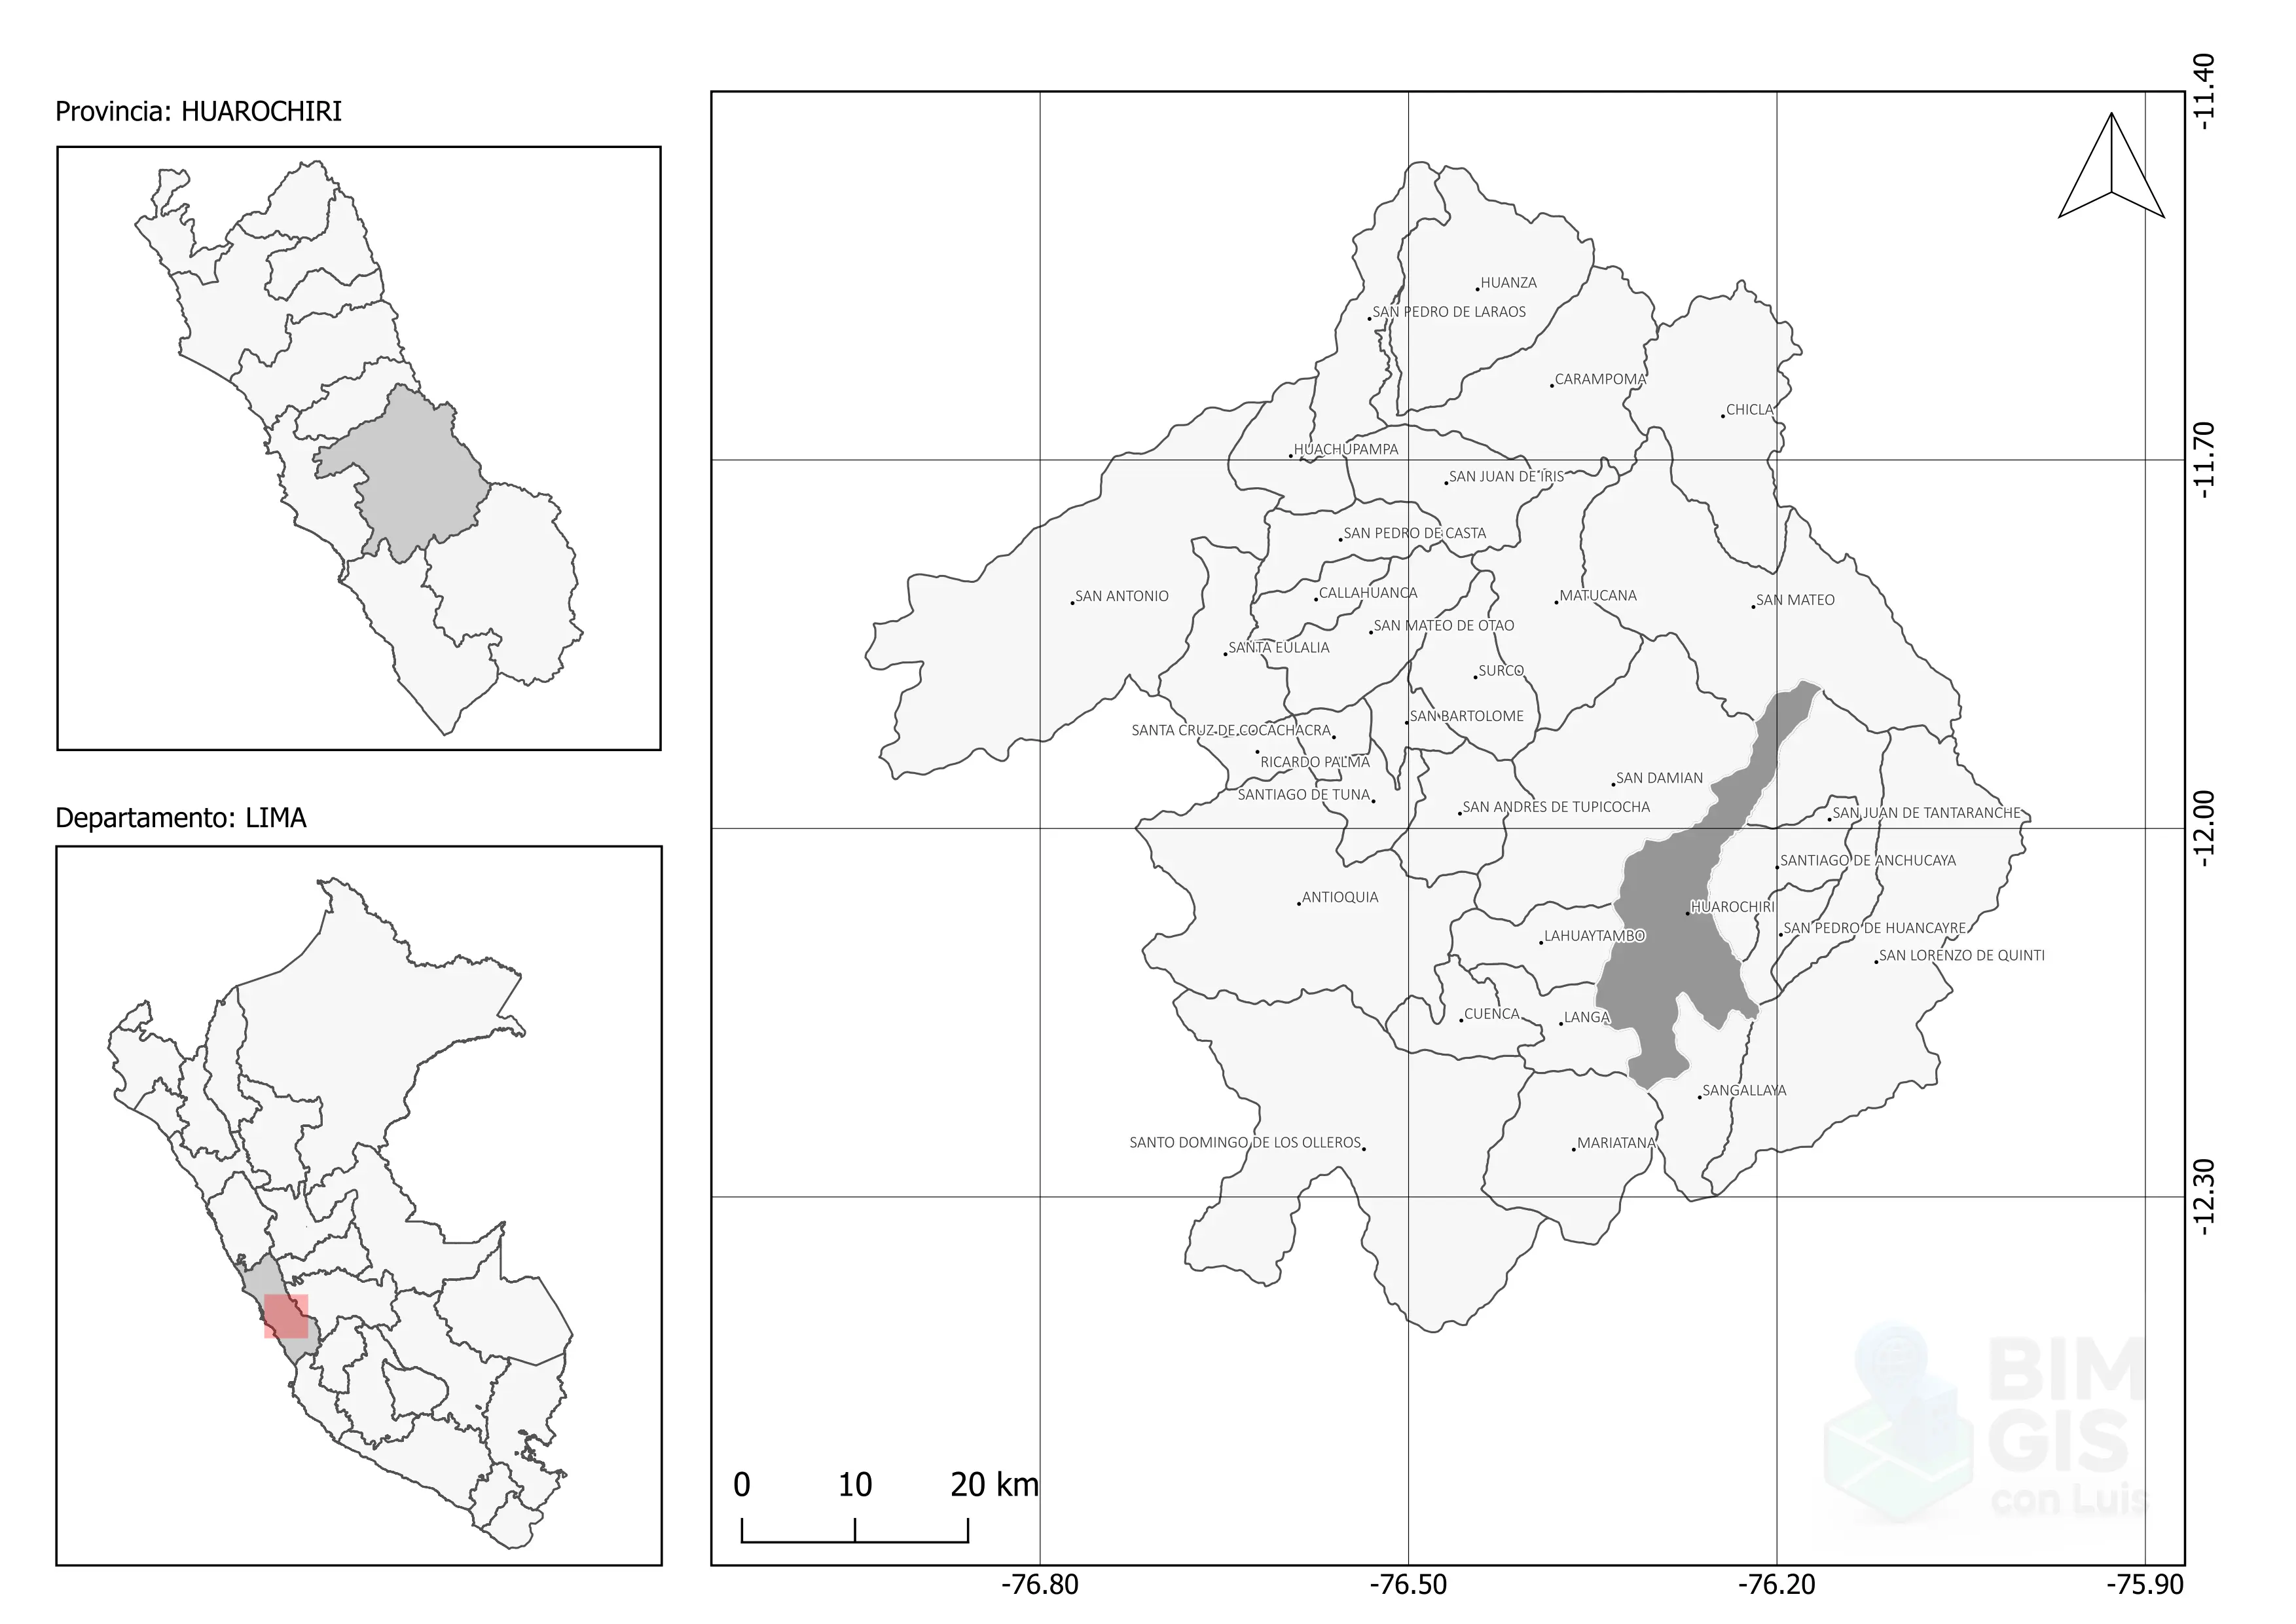 Provincia: HUAROCHIRI
Departamento: LIMA
HUANZA
SAN PEDRO DE LARAOS
CARAMPOMA
CHICLA
HUACHUPAMPA
SAN JUAN DE IRIS
SAN PEDRO DE CASTA
SAN ANTONIO
CALLAHUANCA
MATUCANA
SAN MATEO
SAN MATEO DE OTAO
SANTA EULALIA
SURCO
SAN BARTOLOME
SANTA CRUZ DE COCACHACRA
RICARDO PALMA
SAN DAMIAN
SANTIAGO DE TUNA
SAN ANDRES DE TUPICOCHA
SAN JUAN DE TANTARANCHE
SANTIAGO DE ANCHUCAYA
ANTIOQUIA
HUAROCHIRI
SAN PEDRO DE HUANCAYRE
LAHUAYTAMBO
SAN LORENZO DE QUINTI
CUENCA
LANGA
SANGALLAYA
SANTO DOMINGO DE LOS OLLEROS
MARIATANA
-11.40
-11.70
-12.00
-12.30
BIM
GIS
con Luis
0 10 20 km
-76.80 -76.50 -76.20 -75.90